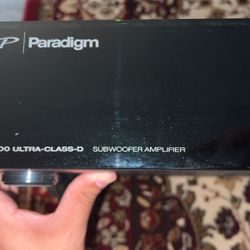 Paradigm
00 ULTRA-CLASS-D SUBWOOFER AMPLIFIER